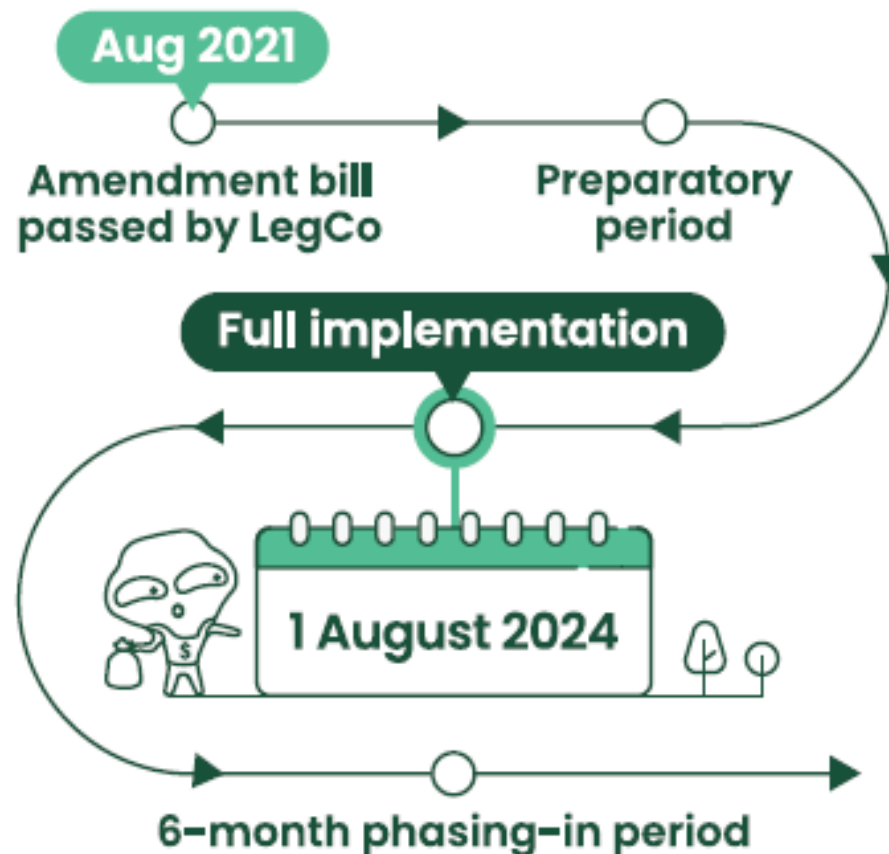 Aug 2021
Amendment bill
passed by LegCo
Preparatory
period
Full implementation
$
1 August 2024
6-month phasing-in period